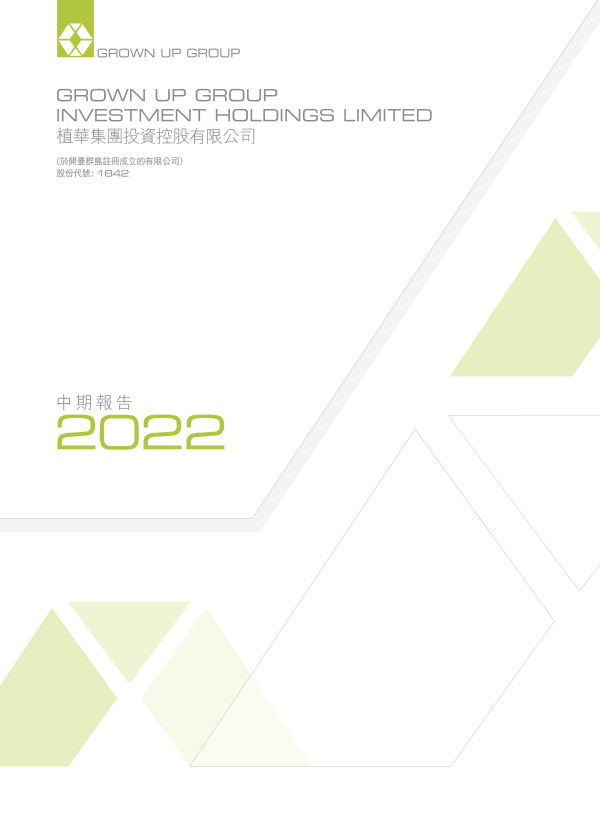 GROWN UP GROUP
GROWN UP GROUP
INVESTMENT HOLDINGS LIMITED
植華集團投資控股有限公司
(於開曼群島註冊成立的有限公司)
股份代號: 1842
中期報告
2022